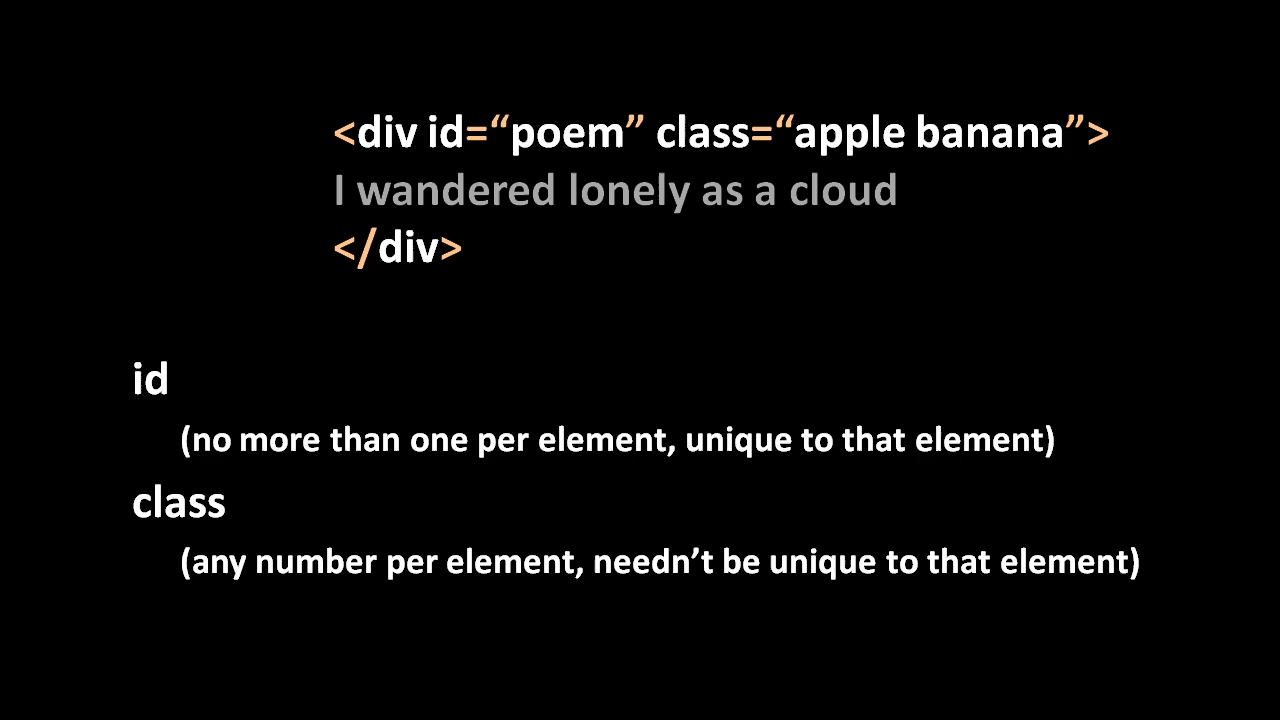 <div id=“poem” class=“apple banana”>
I wandered lonely as a cloud
</div>
id
(no more than one per element, unique to that element)
class
(any number per element, needn’t be unique to that element)